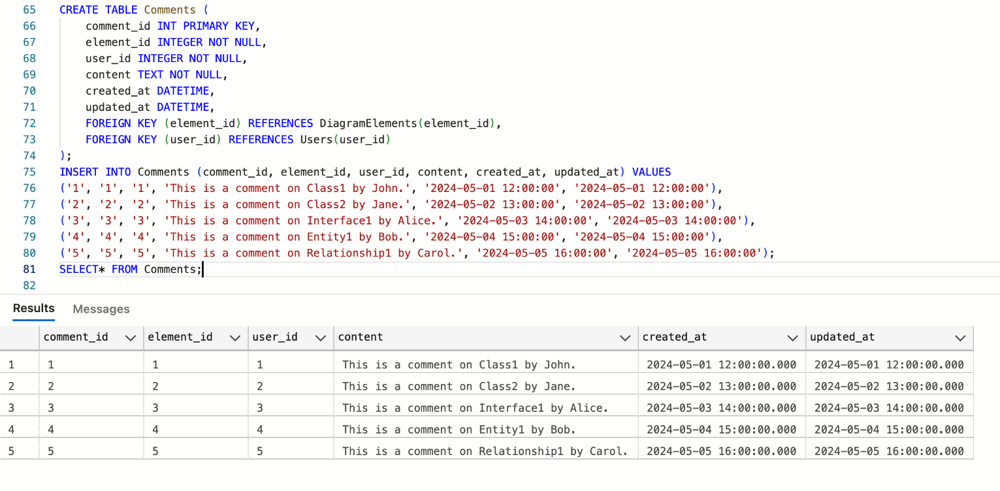 65 CREATE TABLE Comments (
66 comment_id INT PRIMARY KEY,
67 element_id INTEGER NOT NULL,
68 user_id INTEGER NOT NULL,
69 content TEXT NOT NULL,
70 created_at DATETIME,
71 updated_at DATETIME,
72 FOREIGN KEY (element_id) REFERENCES DiagramElements(element_id),
73 FOREIGN KEY (user_id) REFERENCES Users(user_id)
74 );
75 INSERT INTO Comments (comment_id, element_id, user_id, content, created_at, updated_at) VALUES
76 ('1', '1', '1', 'This is a comment on Class1 by John.', '2024-05-01 12:00:00', '2024-05-01 12:00:00'),
77 ('2', '2', '2', 'This is a comment on Class2 by Jane.', '2024-05-02 13:00:00', '2024-05-02 13:00:00'),
78 ('3', '3', '3', 'This is a comment on Interface1 by Alice.', '2024-05-03 14:00:00', '2024-05-03 14:00:00'),
79 ('4', '4', '4', 'This is a comment on Entity1 by Bob.', '2024-05-04 15:00:00', '2024-05-04 15:00:00'),
80 ('5', '5', '5', 'This is a comment on Relationship1 by Carol.', '2024-05-05 16:00:00', '2024-05-05 16:00:00');
81 SELECT* FROM Comments;
82
Results Messages
comment_id element_id user_id content created_at updated_at
1 1 1 1 This is a comment on Class1 by John. 2024-05-01 12:00:00.000 2024-05-01 12:00:00.000
2 2 2 2 This is a comment on Class2 by Jane. 2024-05-02 13:00:00.000 2024-05-02 13:00:00.000
3 3 3 3 This is a comment on Interface1 by Alice. 2024-05-03 14:00:00.000 2024-05-03 14:00:00.000
4 4 4 4 This is a comment on Entity1 by Bob. 2024-05-04 15:00:00.000 2024-05-04 15:00:00.000
5 5 5 5 This is a comment on Relationship1 by Carol. 2024-05-05 16:00:00.000 2024-05-05 16:00:00.000